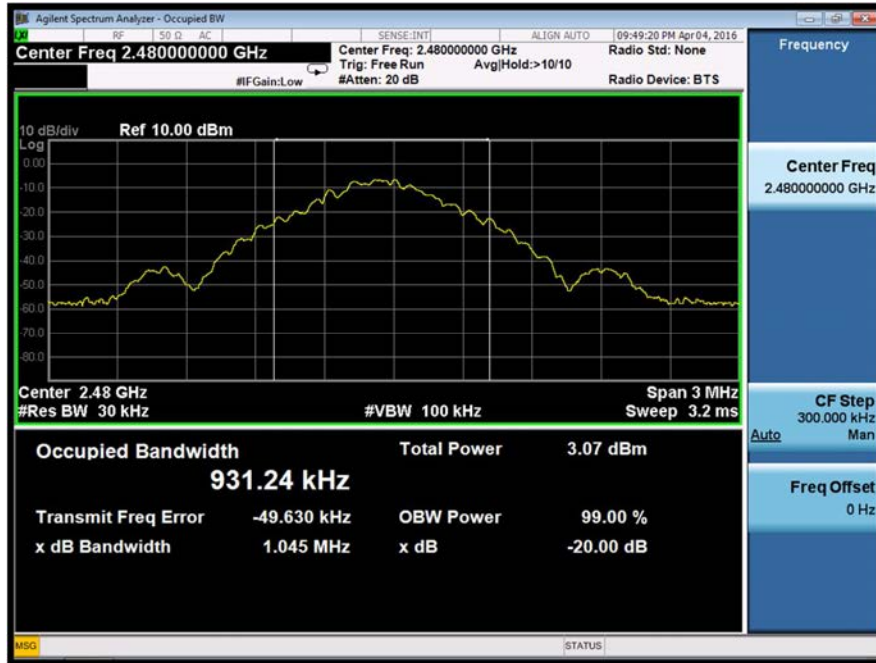 Agilent Spectrum Analyzer - Occupied BW
LXI RF 50 Ω AC SENSE:INT ALIGN AUTO 09:49:20 PM Apr 04, 2016
Center Freq 2.480000000 GHz
Center Freq: 2.480000000 GHz
Radio Std: None
Trig: Free Run Avg|Hold:>10/10
#IFGain:Low
#Atten: 20 dB
Radio Device: BTS
10 dB/div Ref 10.00 dBm
Log
0.00
-10.0
-20.0
-30.0
-40.0
-50.0
-60.0
-70.0
-80.0
Center 2.48 GHz Span 3 MHz
#Res BW 30 kHz #VBW 100 kHz Sweep 3.2 ms
Occupied Bandwidth Total Power 3.07 dBm
931.24 kHz
Transmit Freq Error -49.630 kHz OBW Power 99.00 %
x dB Bandwidth 1.045 MHz x dB -20.00 dB
MSG STATUS
Frequency
Center Freq
2.480000000 GHz
CF Step
300.000 kHz
Auto Man
Freq Offset
0 Hz